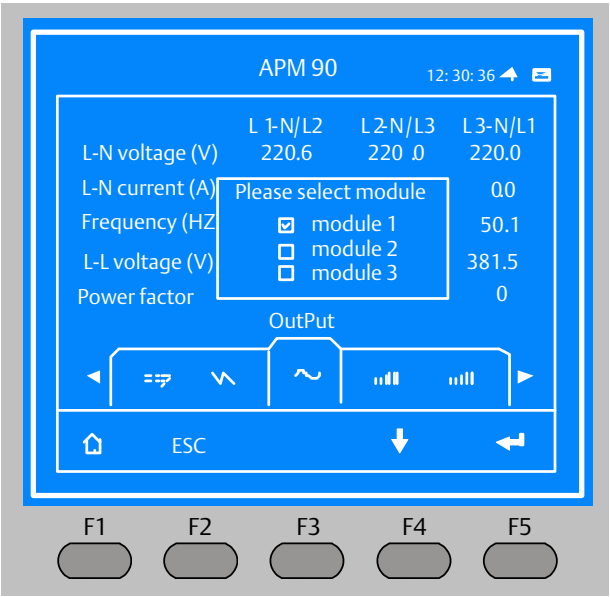 APM 90
12: 30: 36
L 1-N/L2 L 2-N/L3 L 3-N/L1
L-N voltage (V) 220.6 220 .0 220.0
L-N current (A) 0.0
Please select module
Frequency (HZ 50.1
module 1
module 2
L-L voltage (V) 381.5
module 3
Power factor 0
OutPut
ESC
F1 F2 F3 F4 F5